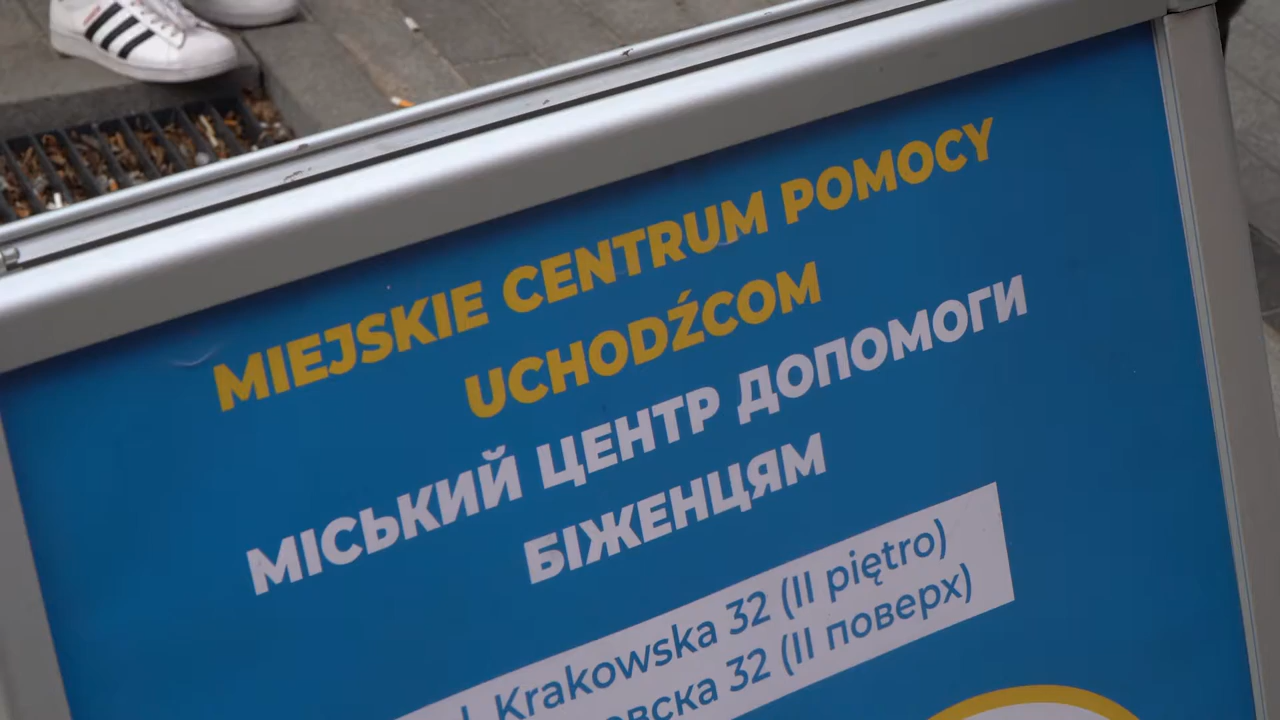 MIEJSKIE CENTRUM POMOCY
UCHODŹCOM
МІСЬКИЙ ЦЕНТР ДОПОМОГИ
БІЖЕНЦЯМ
Krakowska 32 (II piętro)
32 (II поверх)